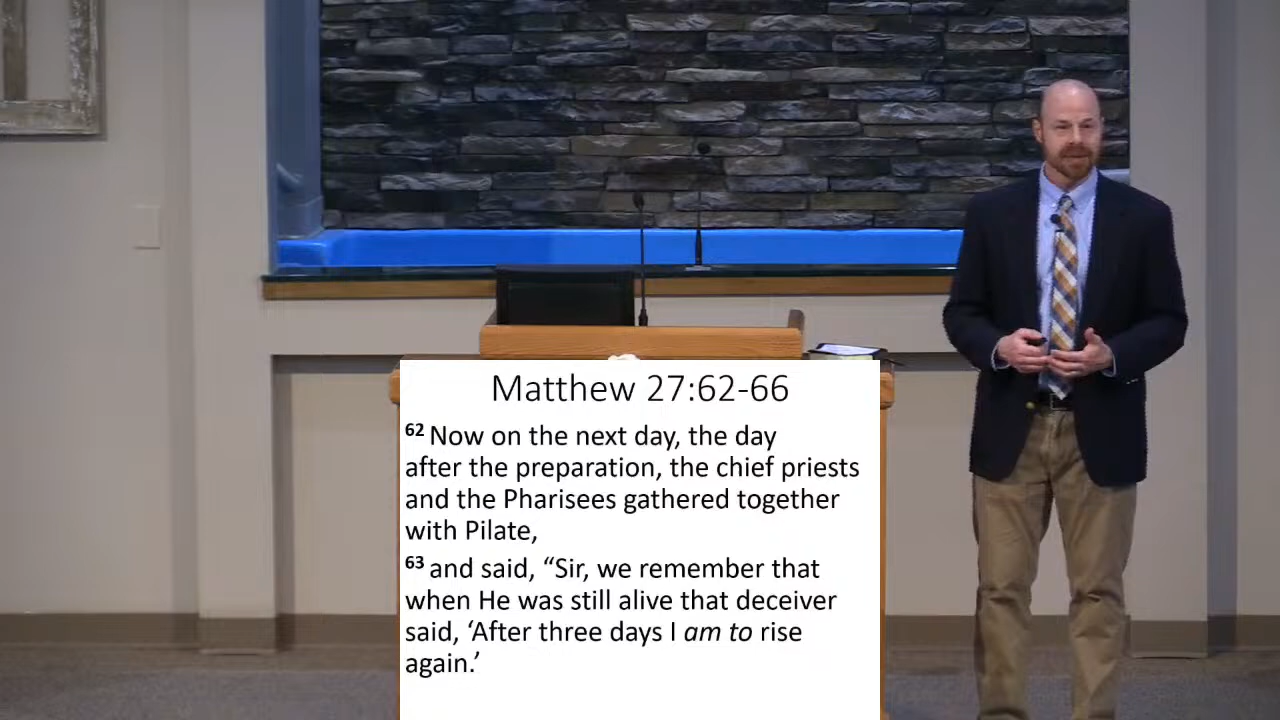 Matthew 27:62-66
62 Now on the next day, the day
after the preparation, the chief priests
and the Pharisees gathered together
with Pilate,
63 and said, “Sir, we remember that
when He was still alive that deceiver
said, ‘After three days I am to rise
again.’